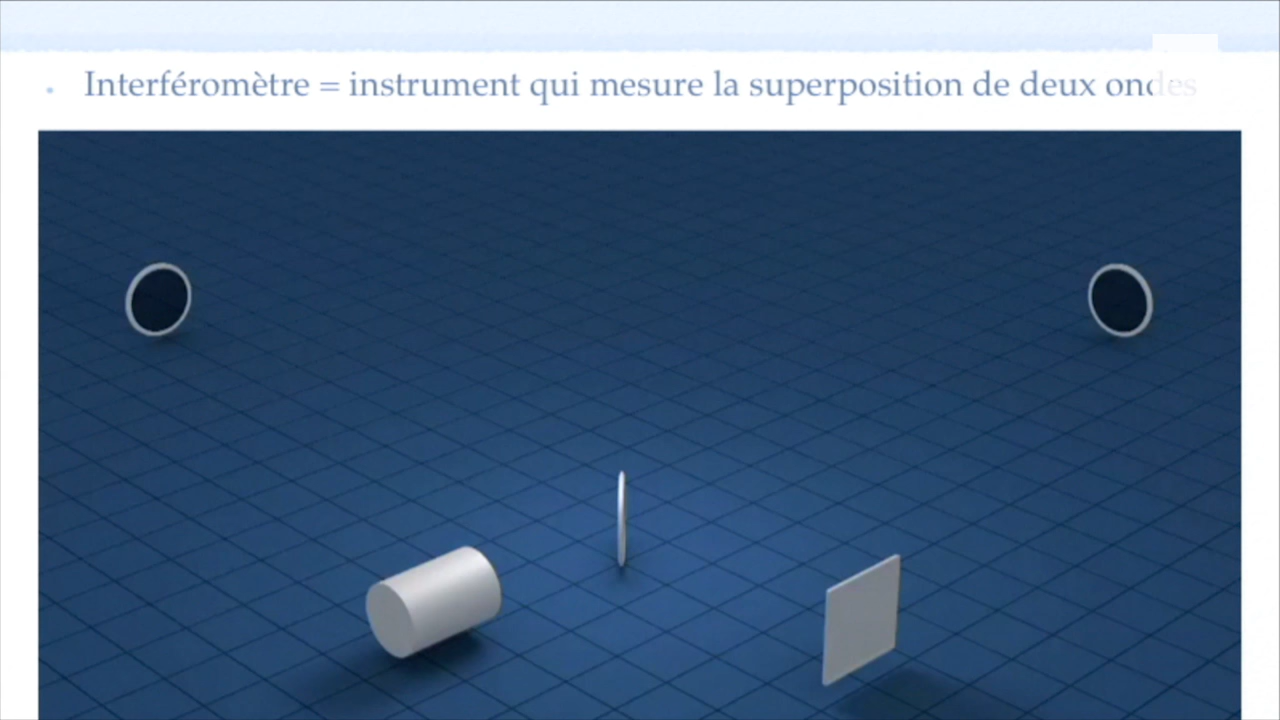 Interféromètre = instrument qui mesure la superposition de deux ondes